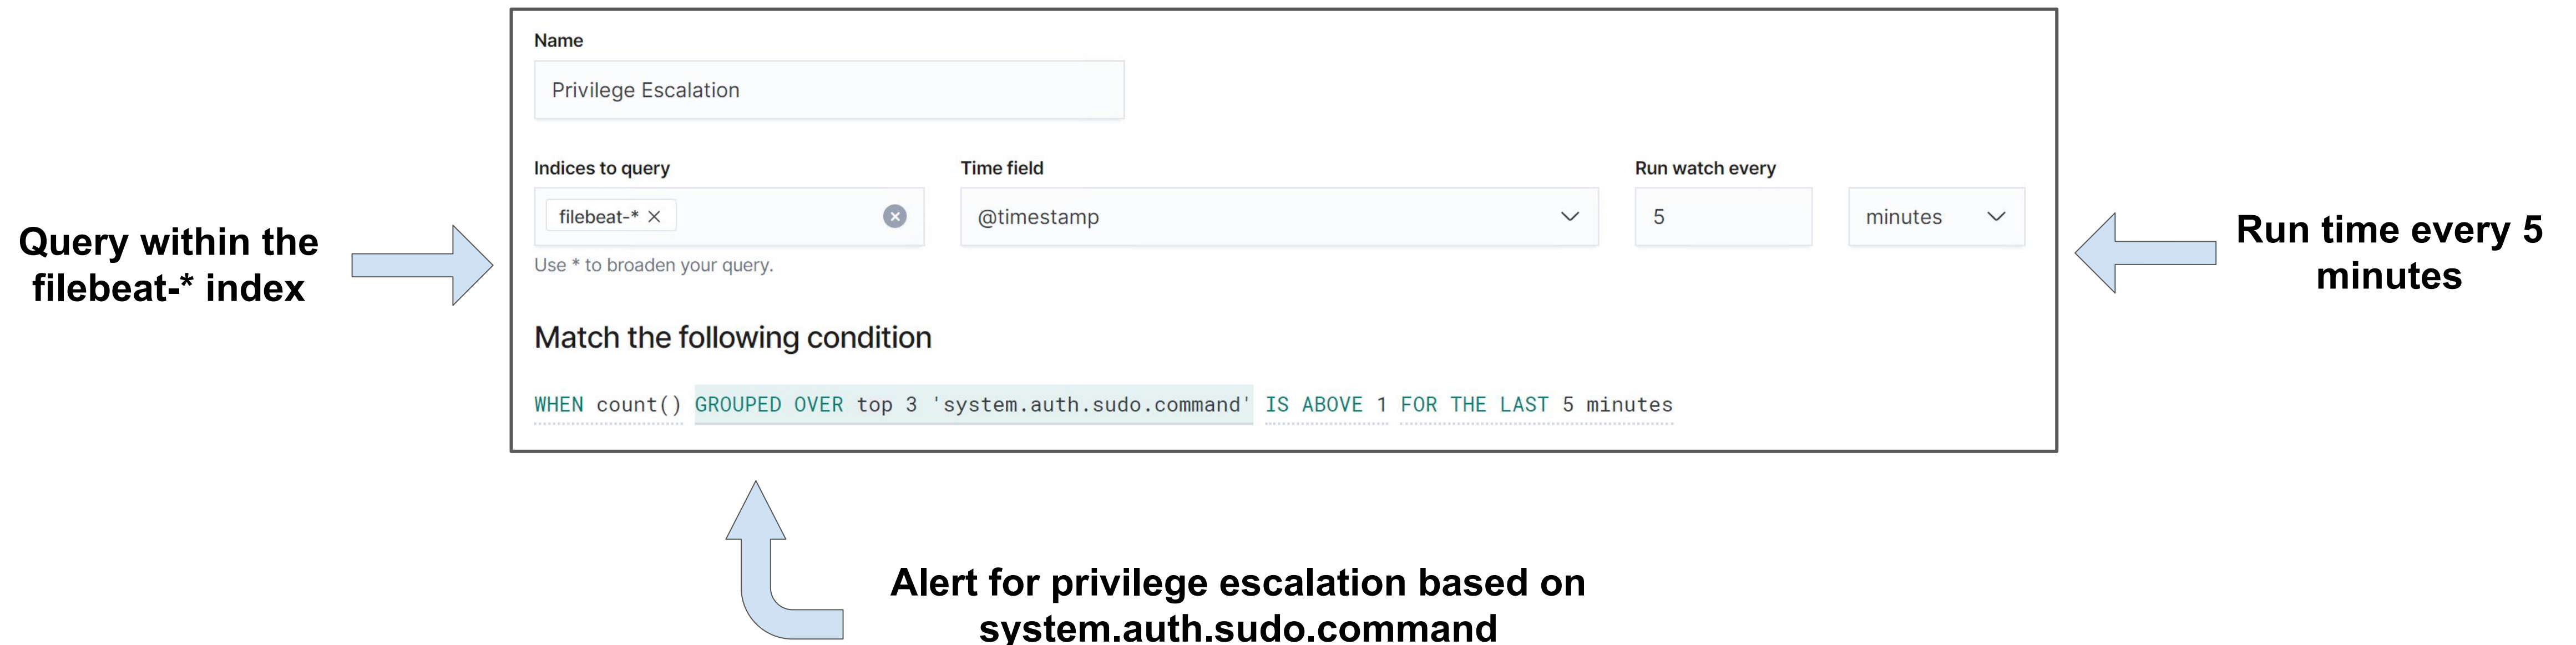 Name
Privilege Escalation
Indices to query
Time field
Run watch every
filebeat-*
@timestamp
5
minutes
Use * to broaden your query.
Match the following condition
WHEN count() GROUPED OVER top 3 'system.auth.sudo.command' IS ABOVE 1 FOR THE LAST 5 minutes
Query within the
filebeat-* index
Run time every 5
minutes
Alert for privilege escalation based on
system.auth.sudo.command